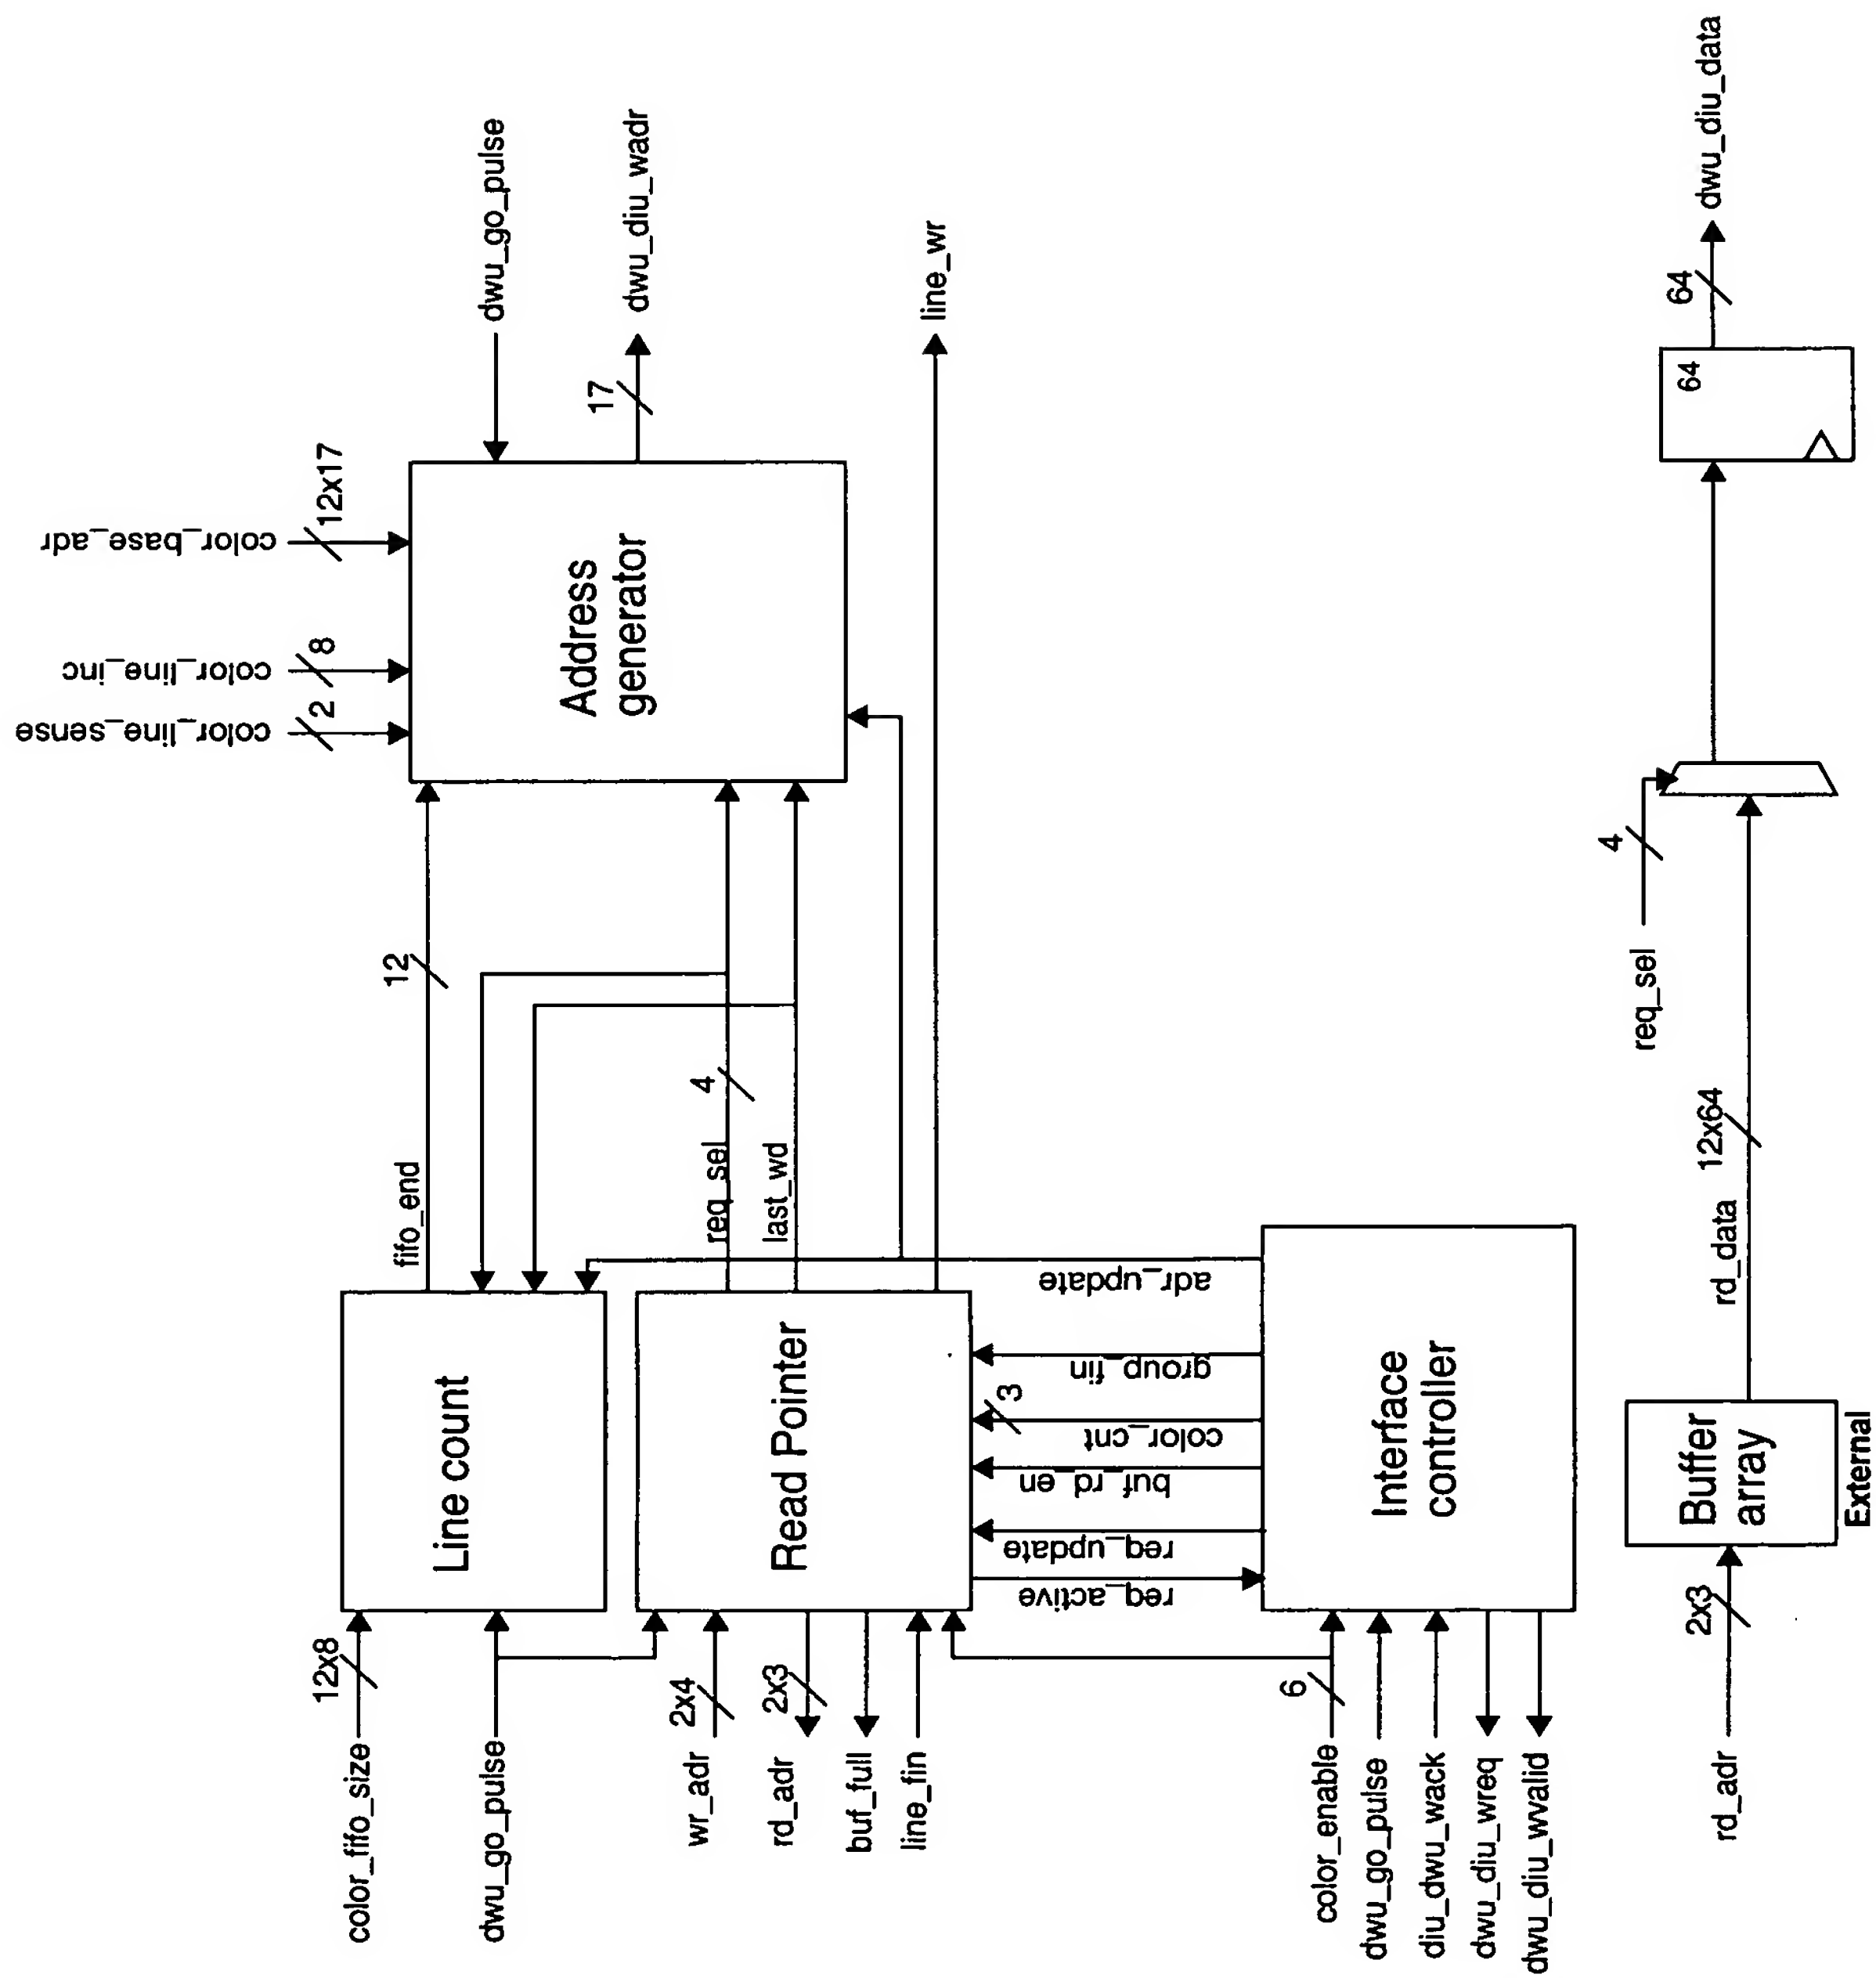 color_fifo_size
12x8
dwu_go_pulse
Line count
fifo_end
12
color_line_sense
2
color_line_inc
8
color_base_adr
12x17
Address
generator
dwu_go_pulse
17
dwu_diu_wadr
line_wr
wr_adr
2x4
rd_adr
2x3
buf_full
line_fin
Read Pointer
req_sel
4
last_wd
req_active
req_update
buf_rd_en
color_cnt
3
group_fin
adr_update
color_enable
6
dwu_go_pulse
diu_dwu_wack
dwu_diu_wreq
dwu_diu_wvalid
Interface
controller
rd_adr
2x3
Buffer
array
External
rd_data
12x64
req_sel
4
64
64
dwu_diu_data